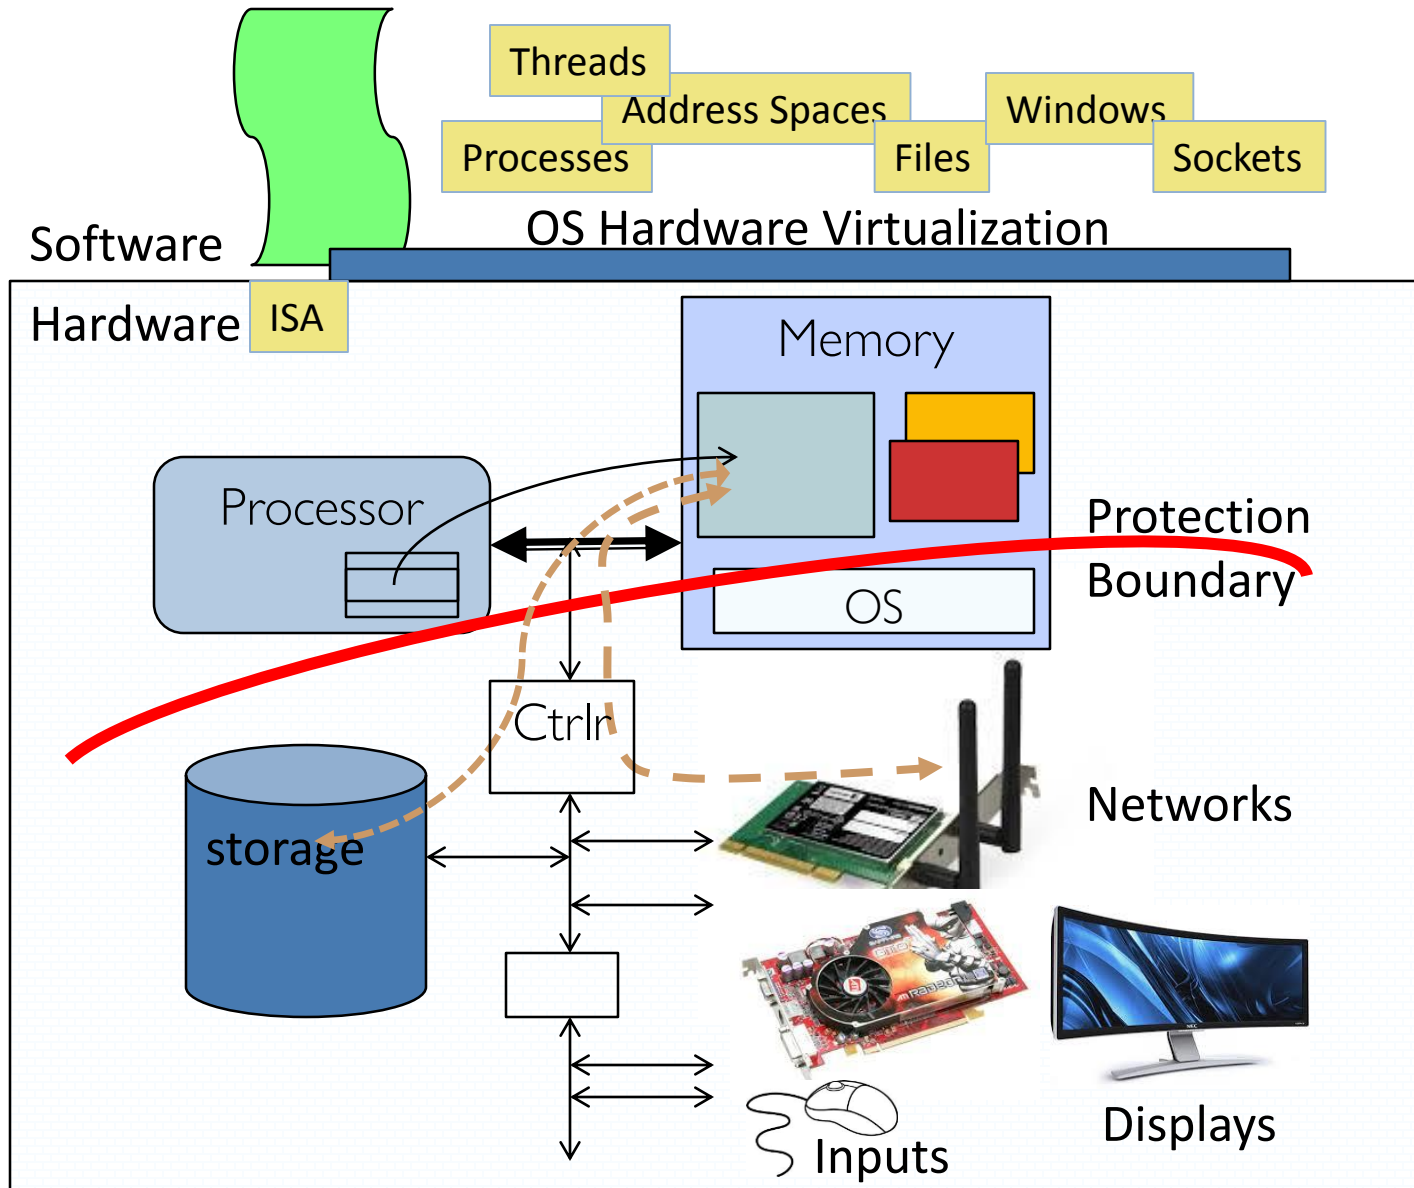 Threads
Address Spaces
Windows
Processes
Files
Sockets
Software
OS Hardware Virtualization
Hardware
ISA
Memory
Processor
Protection
Boundary
OS
Ctrlr
storage
Networks
RADEON
Displays
Inputs